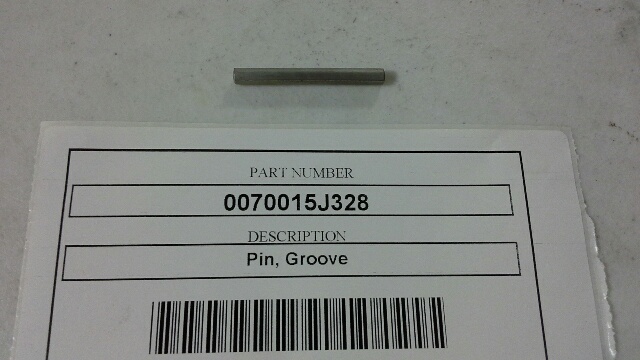 PART NUMBER
0070015J328
DESCRIPTION
Pin, Groove